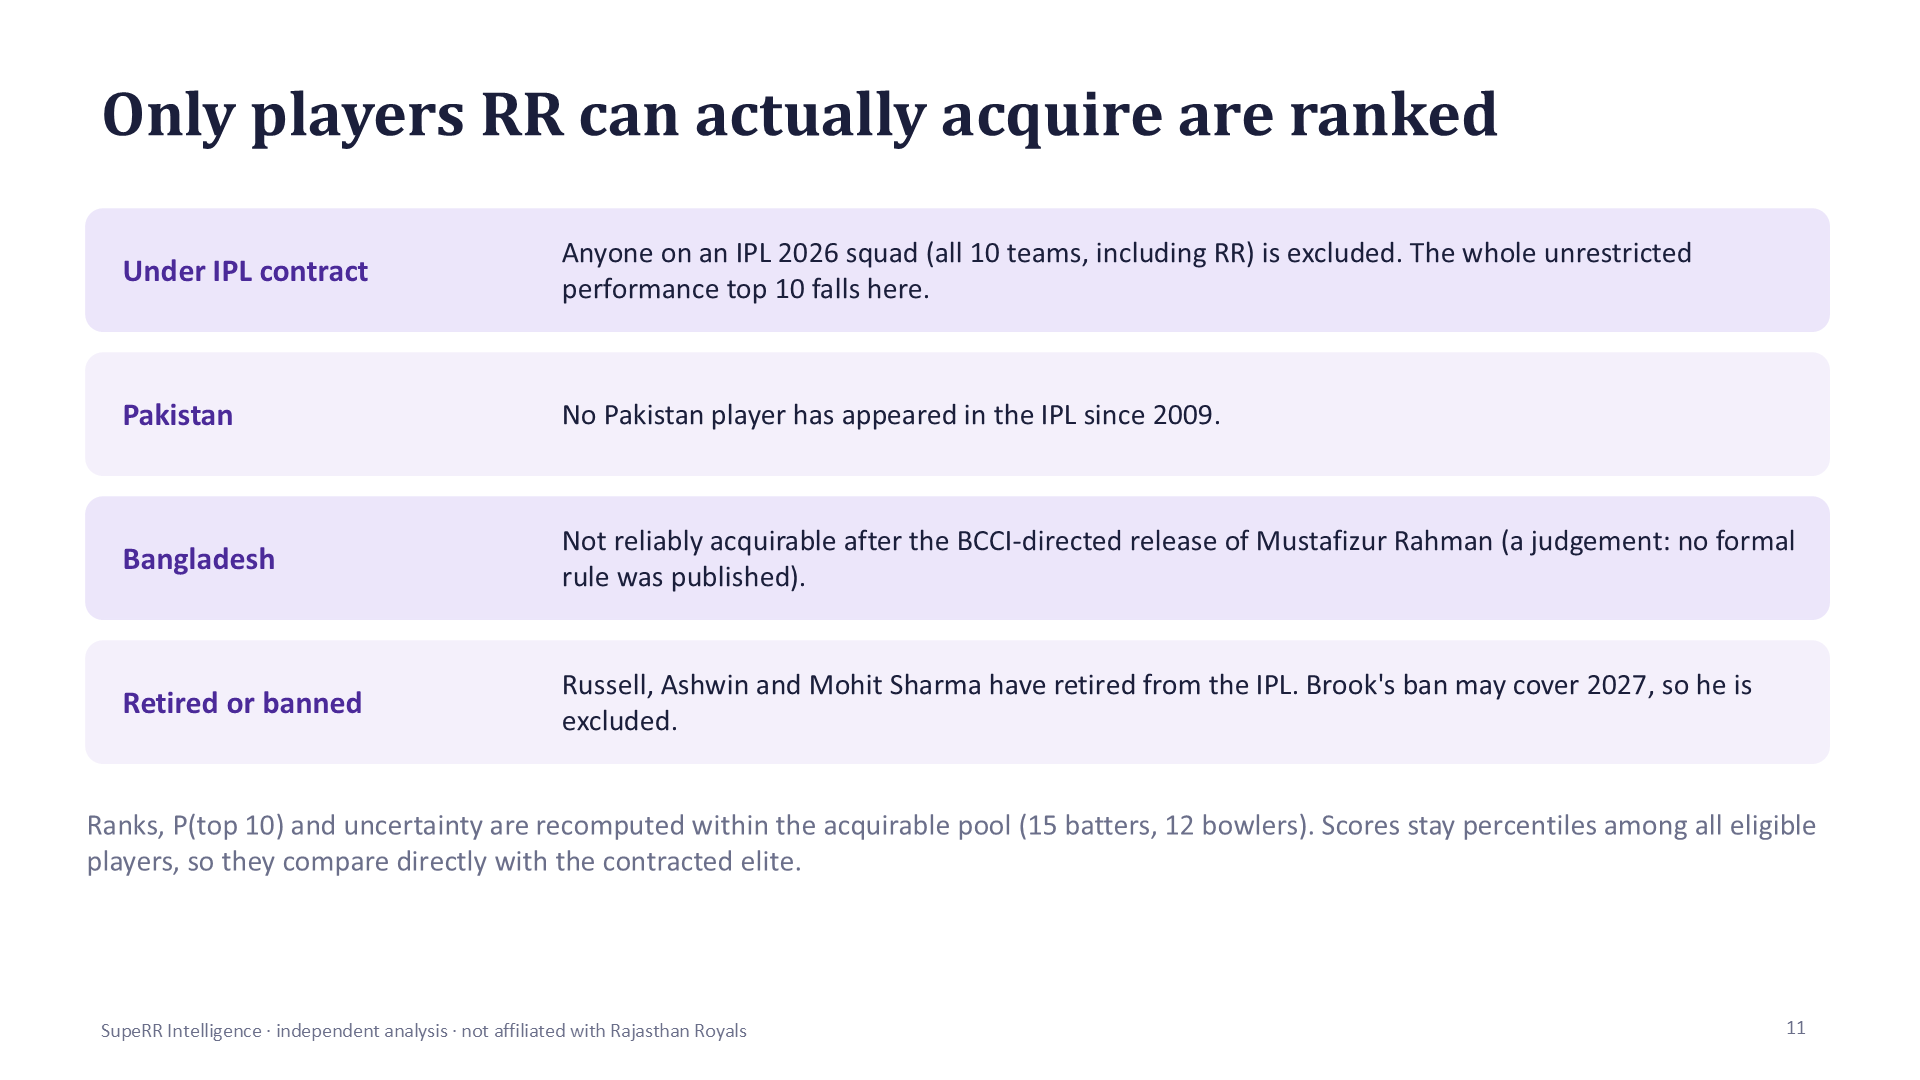 Only players RR can actually acquire are ranked
Under IPL contract
Anyone on an IPL 2026 squad (all 10 teams, including RR) is excluded. The whole unrestricted
performance top 10 falls here.
Pakistan
No Pakistan player has appeared in the IPL since 2009.
Bangladesh
Not reliably acquirable after the BCCI-directed release of Mustafizur Rahman (a judgement: no formal
rule was published).
Retired or banned
Russell, Ashwin and Mohit Sharma have retired from the IPL. Brook's ban may cover 2027, so he is
excluded.
Ranks, P(top 10) and uncertainty are recomputed within the acquirable pool (15 batters, 12 bowlers). Scores stay percentiles among all eligible
players, so they compare directly with the contracted elite.
SupeRR Intelligence · independent analysis · not affiliated with Rajasthan Royals
11